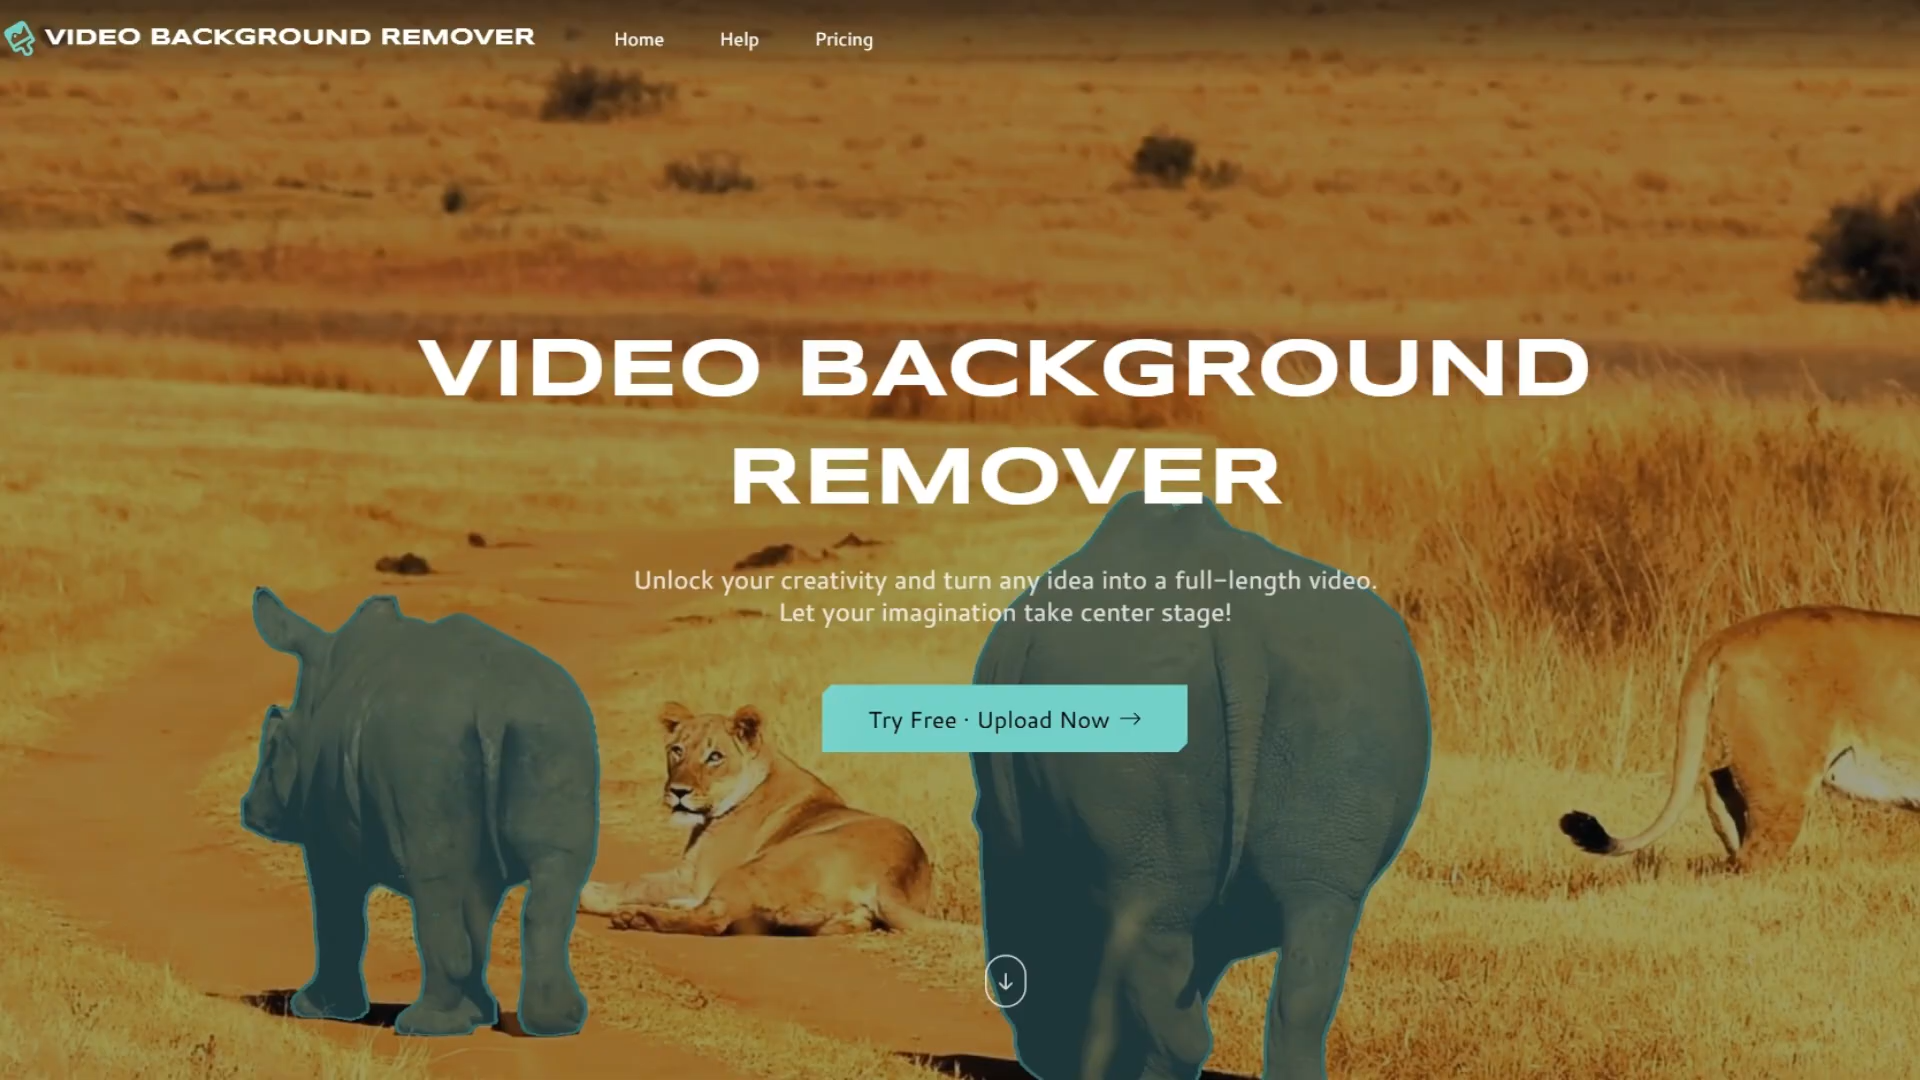 VIDEO BACKGROUND REMOVER
Home
Help
Pricing
VIDEO BACKGROUND
REMOVER
Unlock your creativity and turn any idea into a full-length video.
Let your imagination take center stage!
Try Free · Upload Now →